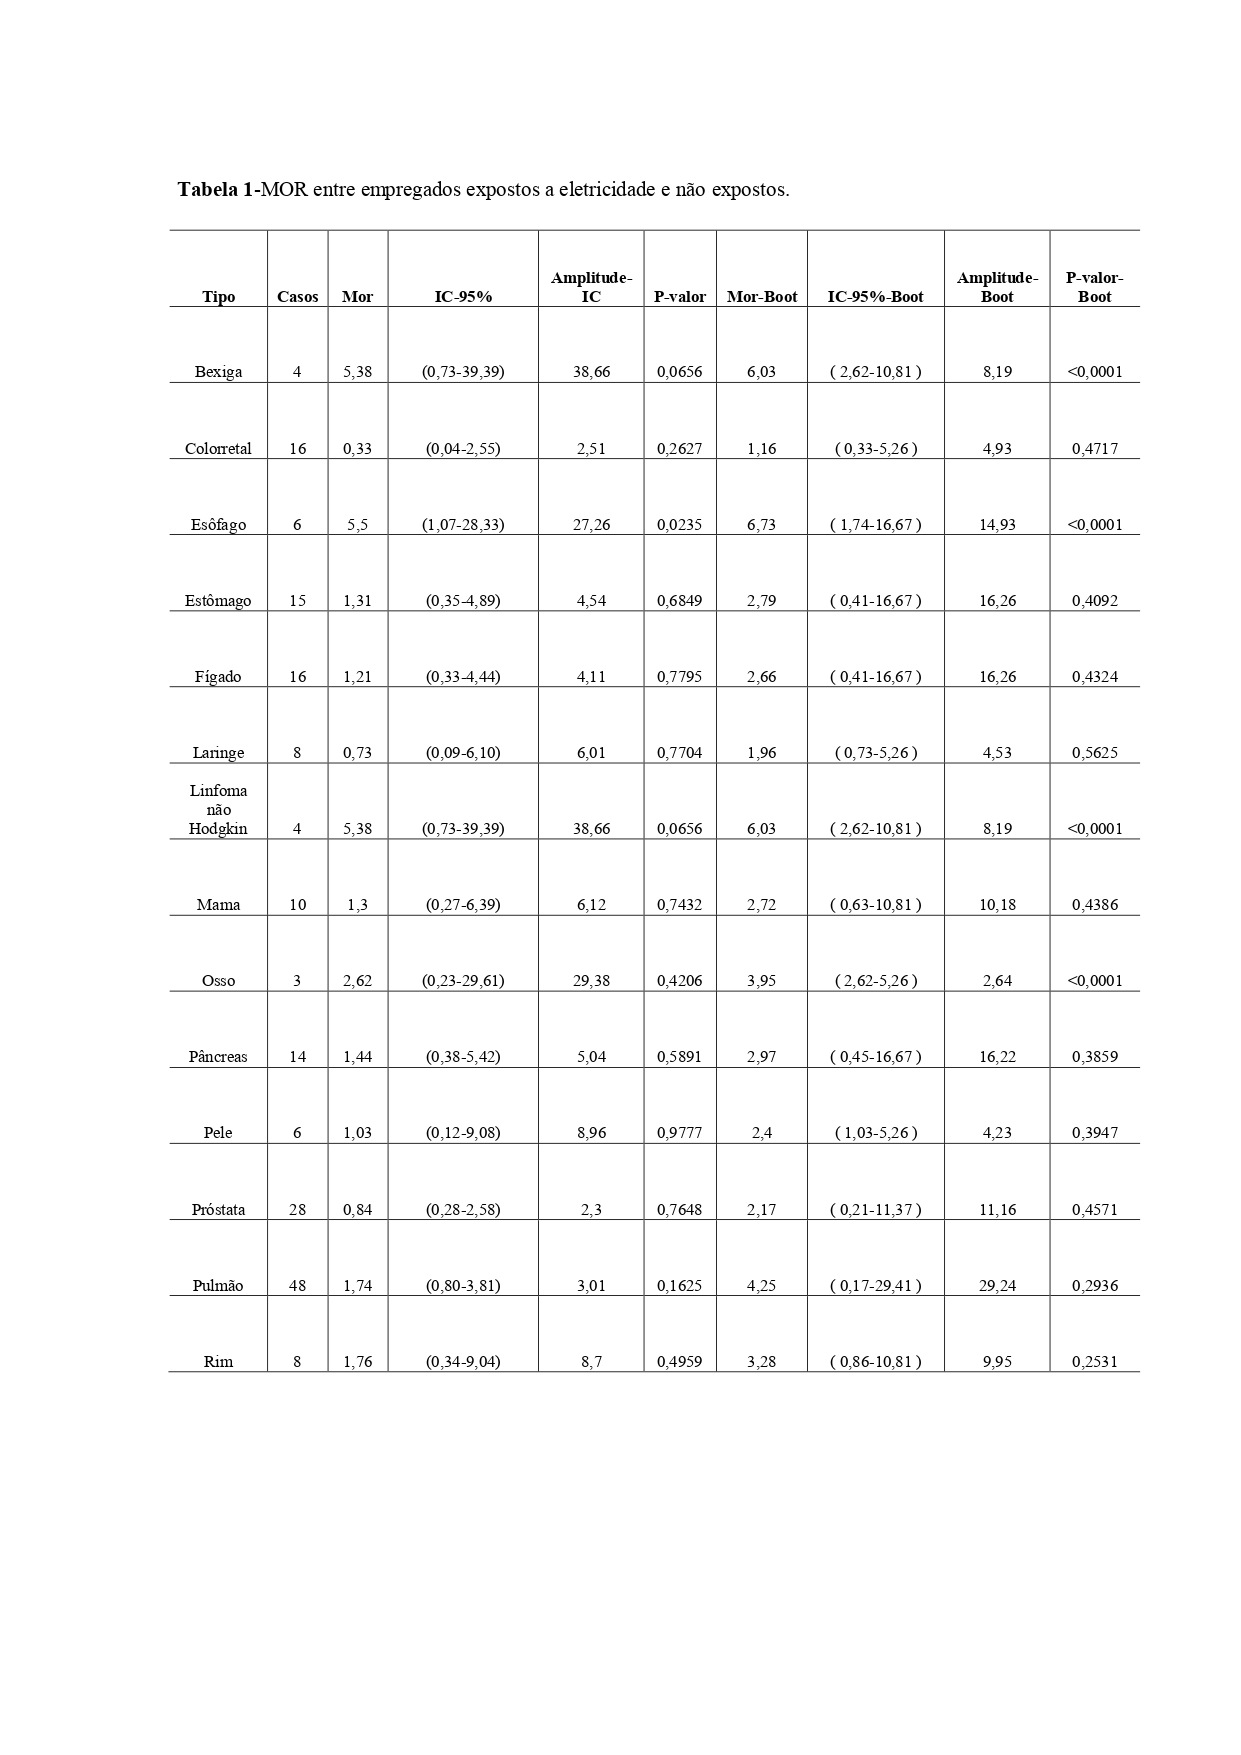 Tabela 1-MOR entre empregados expostos a eletricidade e não expostos.
Tipo Casos Mor IC-95% Amplitude-IC P-valor Mor-Boot IC-95%-Boot Amplitude-Boot P-valor-Boot
Bexiga 4 5,38 (0,73-39,39) 38,66 0,0656 6,03 ( 2,62-10,81 ) 8,19 <0,0001
Colorretal 16 0,33 (0,04-2,55) 2,51 0,2627 1,16 ( 0,33-5,26 ) 4,93 0,4717
Esôfago 6 5,5 (1,07-28,33) 27,26 0,0235 6,73 ( 1,74-16,67 ) 14,93 <0,0001
Estômago 15 1,31 (0,35-4,89) 4,54 0,6849 2,79 ( 0,41-16,67 ) 16,26 0,4092
Fígado 16 1,21 (0,33-4,44) 4,11 0,7795 2,66 ( 0,41-16,67 ) 16,26 0,4324
Laringe 8 0,73 (0,09-6,10) 6,01 0,7704 1,96 ( 0,73-5,26 ) 4,53 0,5625
Linfoma
não
Hodgkin 4 5,38 (0,73-39,39) 38,66 0,0656 6,03 ( 2,62-10,81 ) 8,19 <0,0001
Mama 10 1,3 (0,27-6,39) 6,12 0,7432 2,72 ( 0,63-10,81 ) 10,18 0,4386
Osso 3 2,62 (0,23-29,61) 29,38 0,4206 3,95 ( 2,62-5,26 ) 2,64 <0,0001
Pâncreas 14 1,44 (0,38-5,42) 5,04 0,5891 2,97 ( 0,45-16,67 ) 16,22 0,3859
Pele 6 1,03 (0,12-9,08) 8,96 0,9777 2,4 ( 1,03-5,26 ) 4,23 0,3947
Próstata 28 0,84 (0,28-2,58) 2,3 0,7648 2,17 ( 0,21-11,37 ) 11,16 0,4571
Pulmão 48 1,74 (0,80-3,81) 3,01 0,1625 4,25 ( 0,17-29,41 ) 29,24 0,2936
Rim 8 1,76 (0,34-9,04) 8,7 0,4959 3,28 ( 0,86-10,81 ) 9,95 0,2531